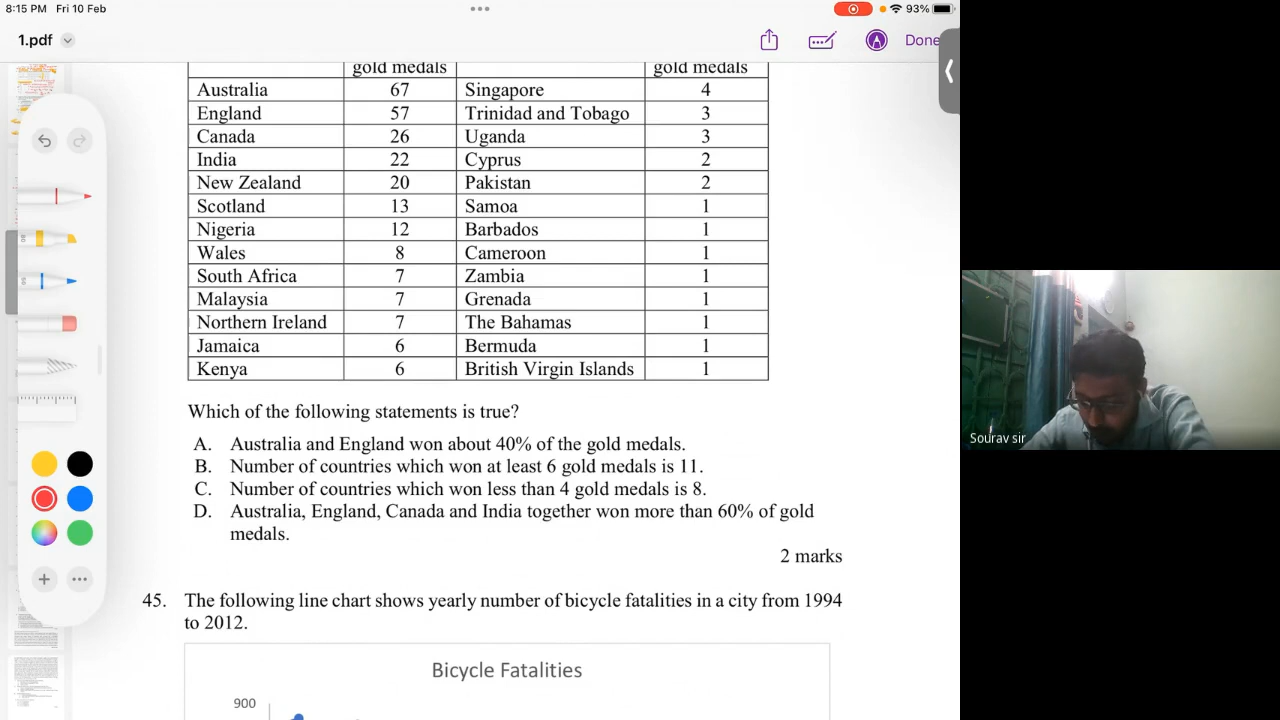 8:15 PM Fri 10 Feb
93%
1.pdf
Done
gold medals gold medals
Australia 67 Singapore 4
England 57 Trinidad and Tobago 3
Canada 26 Uganda 3
India 22 Cyprus 2
New Zealand 20 Pakistan 2
Scotland 13 Samoa 1
Nigeria 12 Barbados 1
Wales 8 Cameroon 1
South Africa 7 Zambia 1
Malaysia 7 Grenada 1
Northern Ireland 7 The Bahamas 1
Jamaica 6 Bermuda 1
Kenya 6 British Virgin Islands 1
Which of the following statements is true?
A. Australia and England won about 40% of the gold medals.
B. Number of countries which won at least 6 gold medals is 11.
C. Number of countries which won less than 4 gold medals is 8.
D. Australia, England, Canada and India together won more than 60% of gold
medals.
2 marks
45. The following line chart shows yearly number of bicycle fatalities in a city from 1994
to 2012.
Bicycle Fatalities
900
Sourav sir